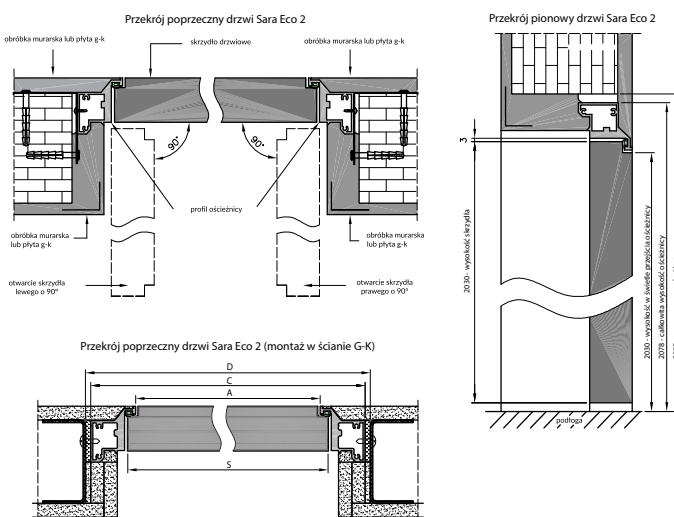 Przekrój poprzeczny drzwi Sara Eco 2
obróbka murarska lub płyta g-k
skrzydło drzwiowe
obróbka murarska lub płyta g-k
90°
90°
profil ościeżnicy
obróbka murarska
lub płyta g-k
obróbka murarska
lub płyta g-k
otwarcie skrzydła
lewego o 90°
otwarcie skrzydła
prawego o 90°
Przekrój pionowy drzwi Sara Eco 2
3
2030 - wysokość skrzydła
2030 - wysokość w świetle przejścia ościeżnicy
2078 - całkowita wysokość ościeżnicy
podłoga
Przekrój poprzeczny drzwi Sara Eco 2 (montaż w ścianie G-K)
D
C
A
S